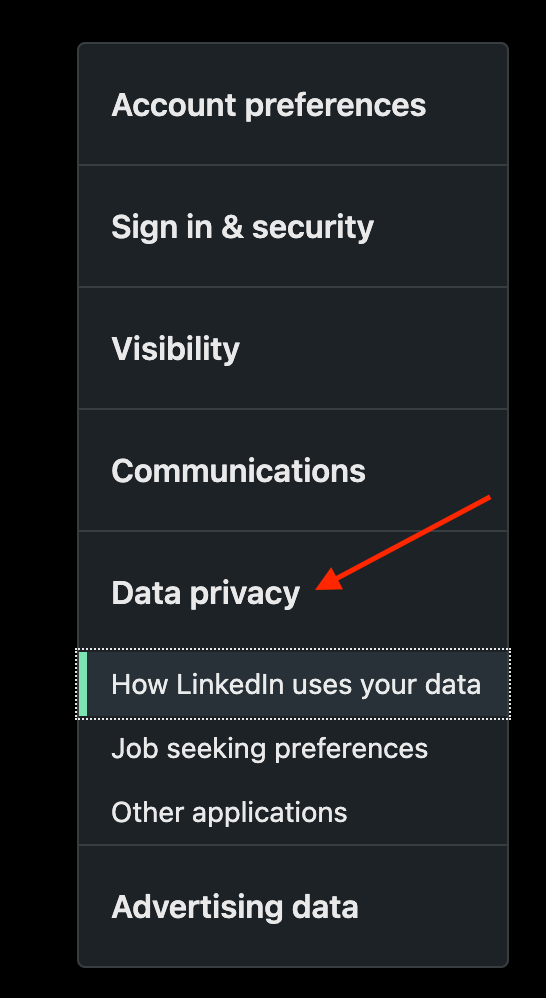 Account preferences
Sign in & security
Visibility
Communications
Data privacy
How LinkedIn uses your data
Job seeking preferences
Other applications
Advertising data